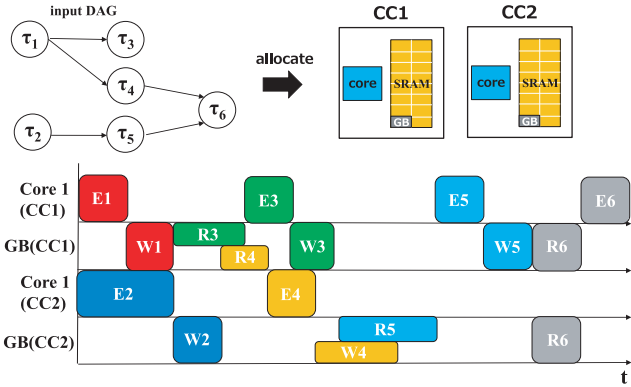 input DAG
CC1
CC2
τ1
τ3
τ4
τ6
τ2
τ5
allocate
core
SRAM
GB
core
SRAM
GB
Core 1
(CC1)
E1
E3
E5
E6
GB(CC1)
W1
R3
R4
W3
W5
R6
Core 1
(CC2)
E2
E4
GB(CC2)
W2
R5
W4
R6
t